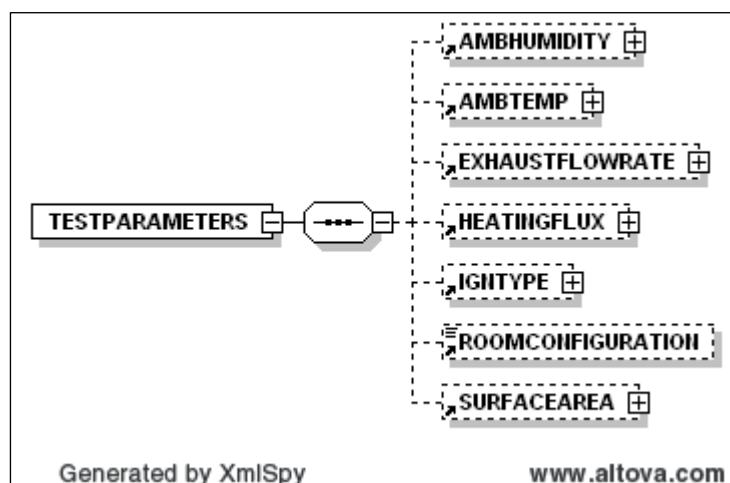 AMBHUMIDITY
AMBTEMP
EXHAUSTFLOWRATE
TESTPARAMETERS
HEATINGFLUX
IGNTYPE
ROOMCONFIGURATION
SURFACEAREA
Generated by XmlSpy
www.altova.com